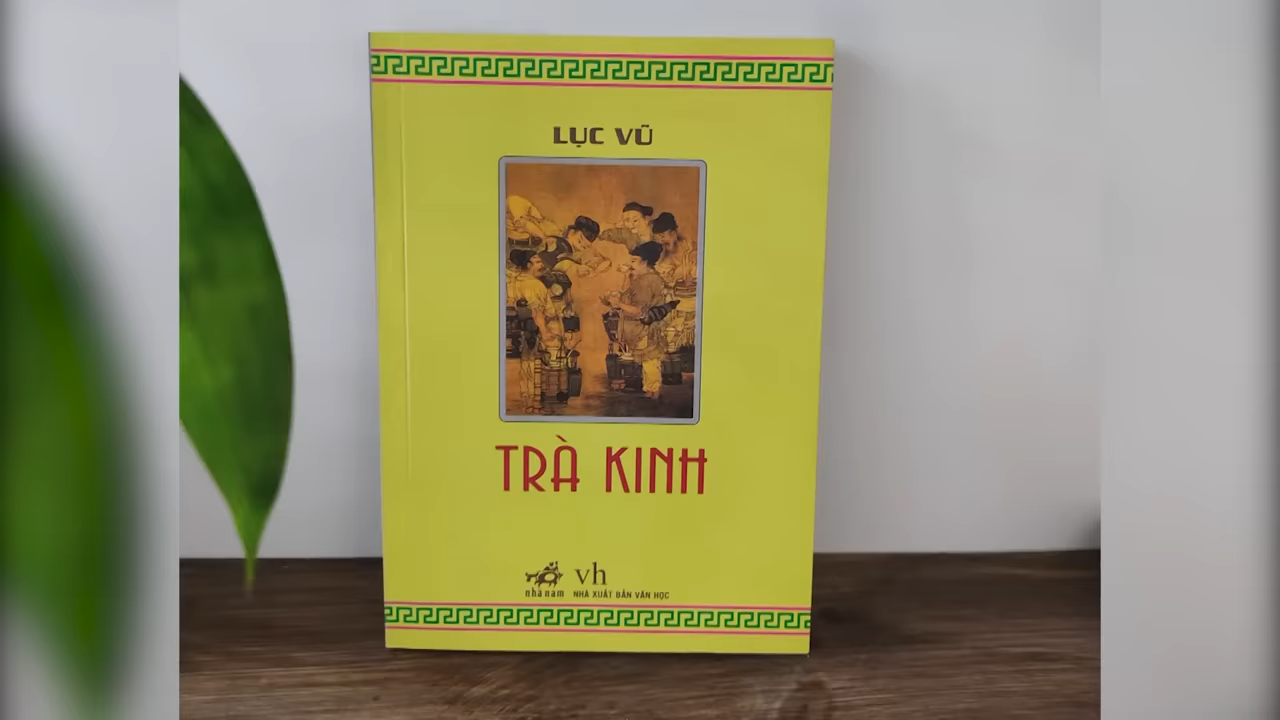 LỤC VŨ
TRÀ KINH
nhã nam
vh
NHÀ XUẤT BẢN VĂN HỌC